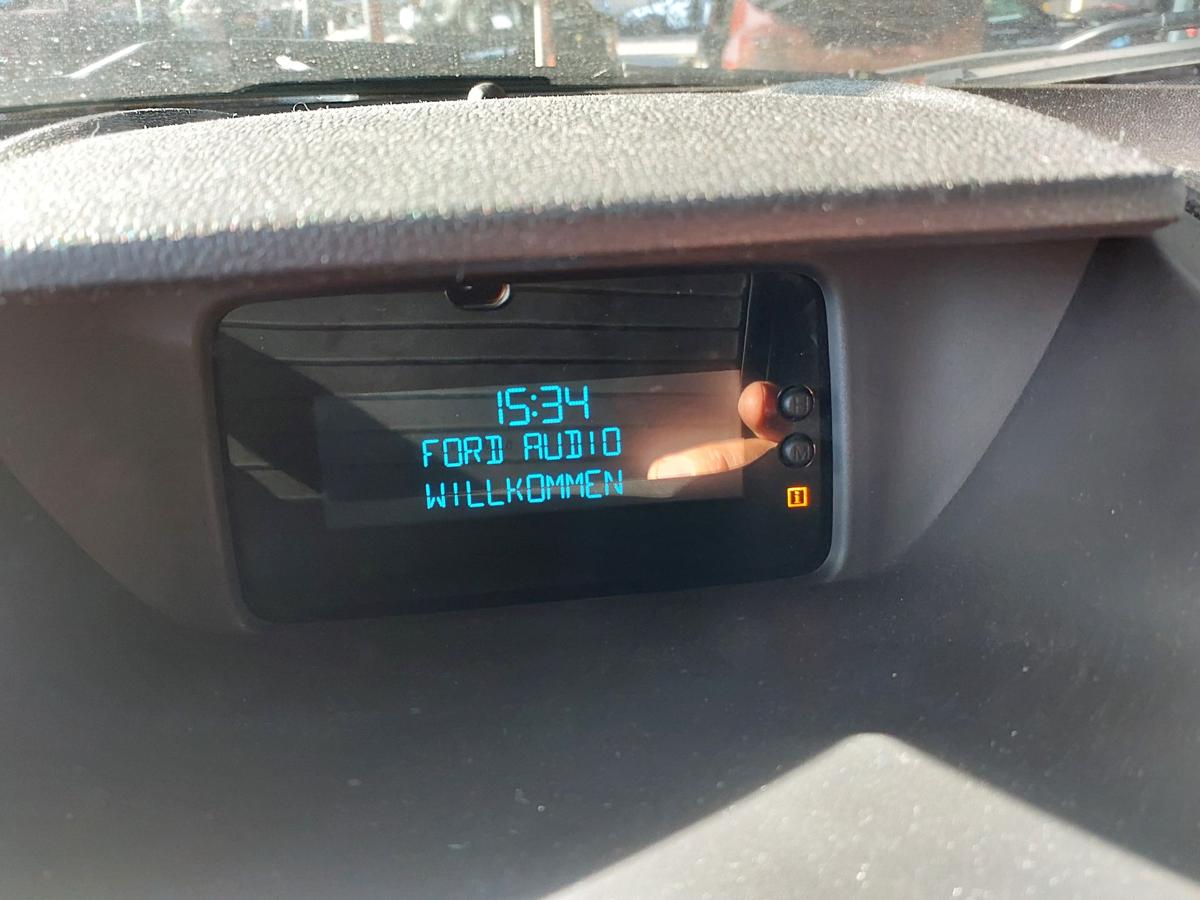 15:34
FORD AUDIO
WILLKOMMEN
H
M
i